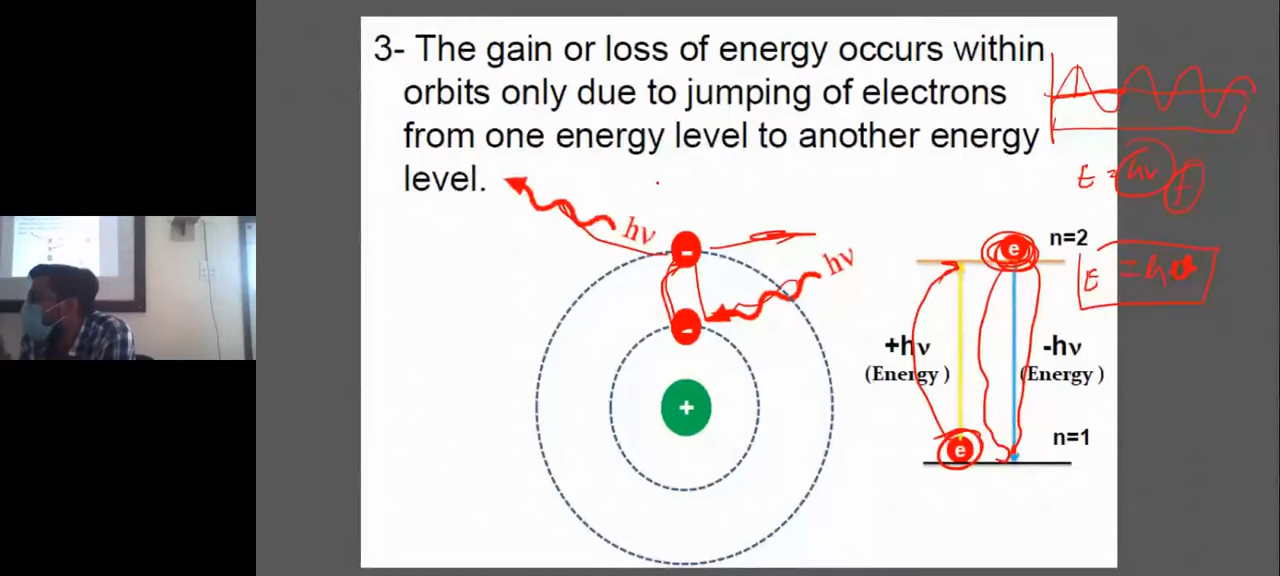 3- The gain or loss of energy occurs within
orbits only due to jumping of electrons
from one energy level to another energy
level.
E = hν f
hν
-
hν
-
+
e
n=2
E = hν
+hν
(Energy )
-hν
(Energy )
e
n=1